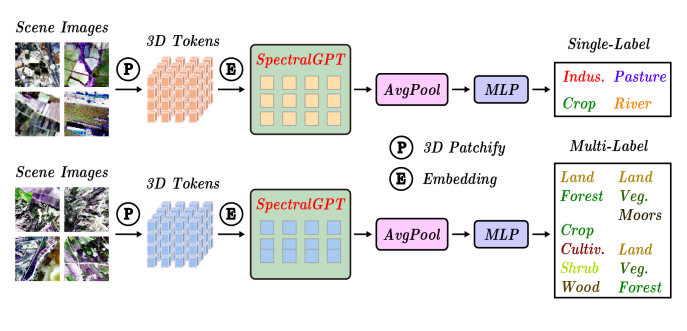 Scene Images
3D Tokens
P
E
SpectralGPT
AvgPool
MLP
Single-Label
Indus. Pasture
Crop River
P 3D Patchify
E Embedding
Scene Images
3D Tokens
P
E
SpectralGPT
AvgPool
MLP
Multi-Label
Land Land
Forest Veg.
Moors
Crop
Cultiv. Land
Shrub Veg.
Wood Forest